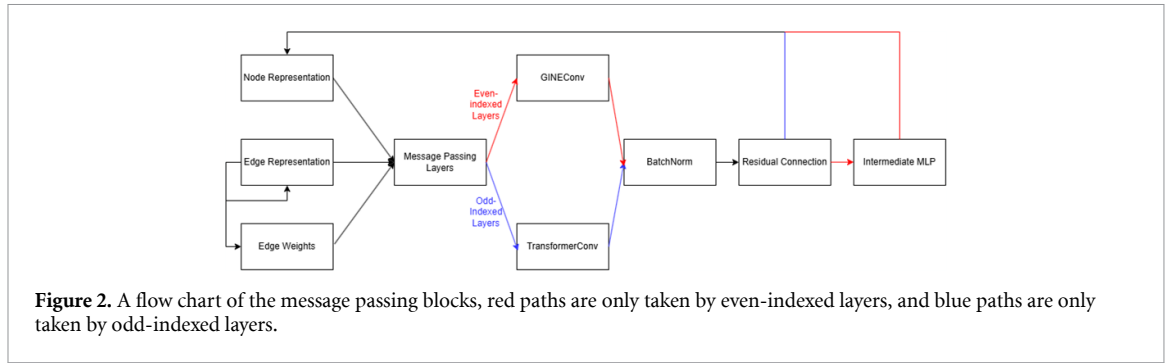 Node Representation
Edge Representation
Edge Weights
Message Passing
Layers
Even-
indexed
Layers
Odd-
Indexed
Layers
GINEConv
TransformerConv
BatchNorm
Residual Connection
Intermediate MLP
Figure 2. A flow chart of the message passing blocks, red paths are only taken by even-indexed layers, and blue paths are only
taken by odd-indexed layers.